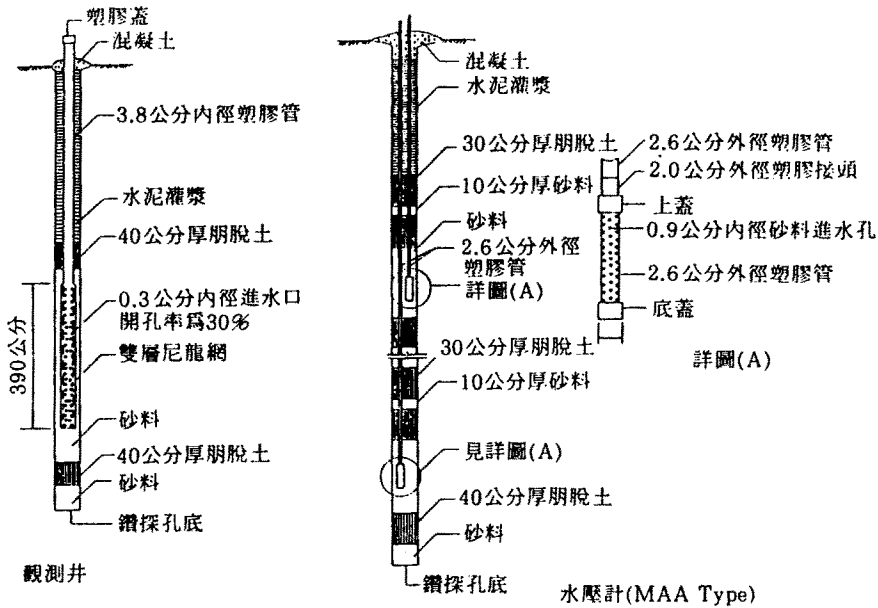 塑膠蓋
混凝土
3.8公分內徑塑膠管
水泥灌漿
40公分厚朋脫土
390公分
0.3公分內徑進水口
開孔率爲30%
雙層尼龍網
砂料
40公分厚朋脫土
砂料
鑽探孔底
觀測井
混凝土
水泥灌漿
30公分厚朋脫土
10公分厚砂料
砂料
2.6公分外徑
塑膠管
詳圖(A)
30公分厚朋脫土
10公分厚砂料
見詳圖(A)
40公分厚朋脫土
砂料
鑽探孔底
水壓計(MAA Type)
2.6公分外徑塑膠管
2.0公分外徑塑膠接頭
上蓋
0.9公分內徑砂料進水孔
2.6公分外徑塑膠管
底蓋
詳圖(A)